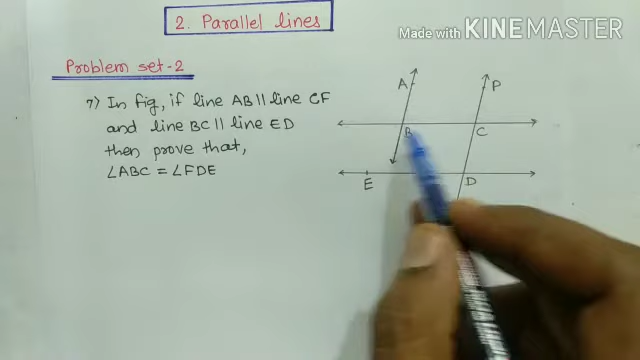 2. Parallel lines
Made with KINEMASTER
Problem set-2
7) In fig, if line AB || line CF
and line BC || line ED
then prove that,
∠ABC = ∠FDE
A
P
B
C
E
D